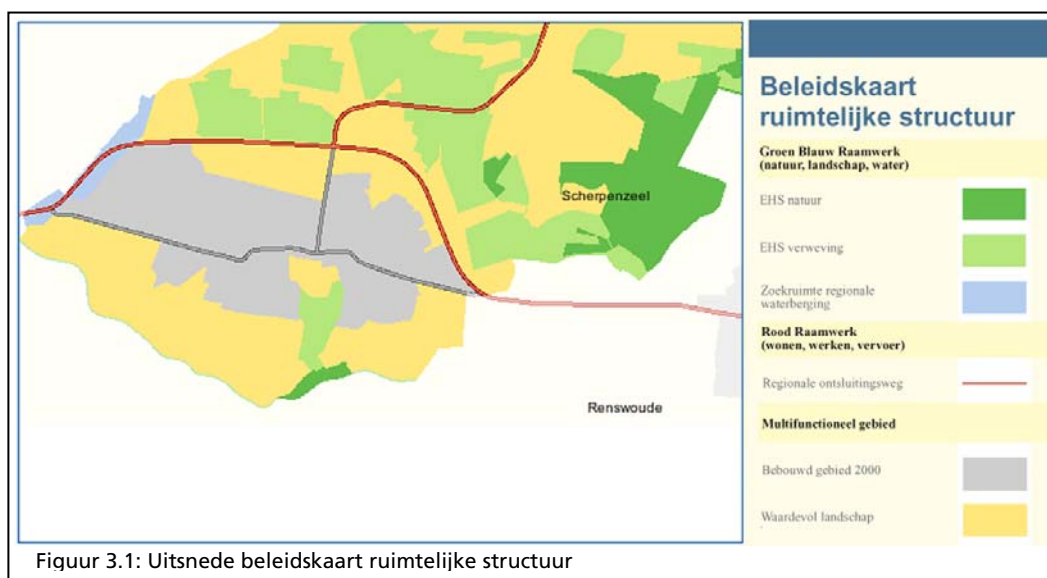 Scherpenzeel
Renswoude
Beleidskaart
ruimtelijke structuur
Groen Blauw Raamwerk
(natuur, landschap, water)
EHS natuur
EHS verweving
Zoekruimte regionale
waterberging
Rood Raamwerk
(wonen, werken, vervoer)
Regionale ontsluitingsweg
Multifunctioneel gebied
Bebouwd gebied 2000
Waardevol landschap
Figuur 3.1: Uitsnede beleidskaart ruimtelijke structuur